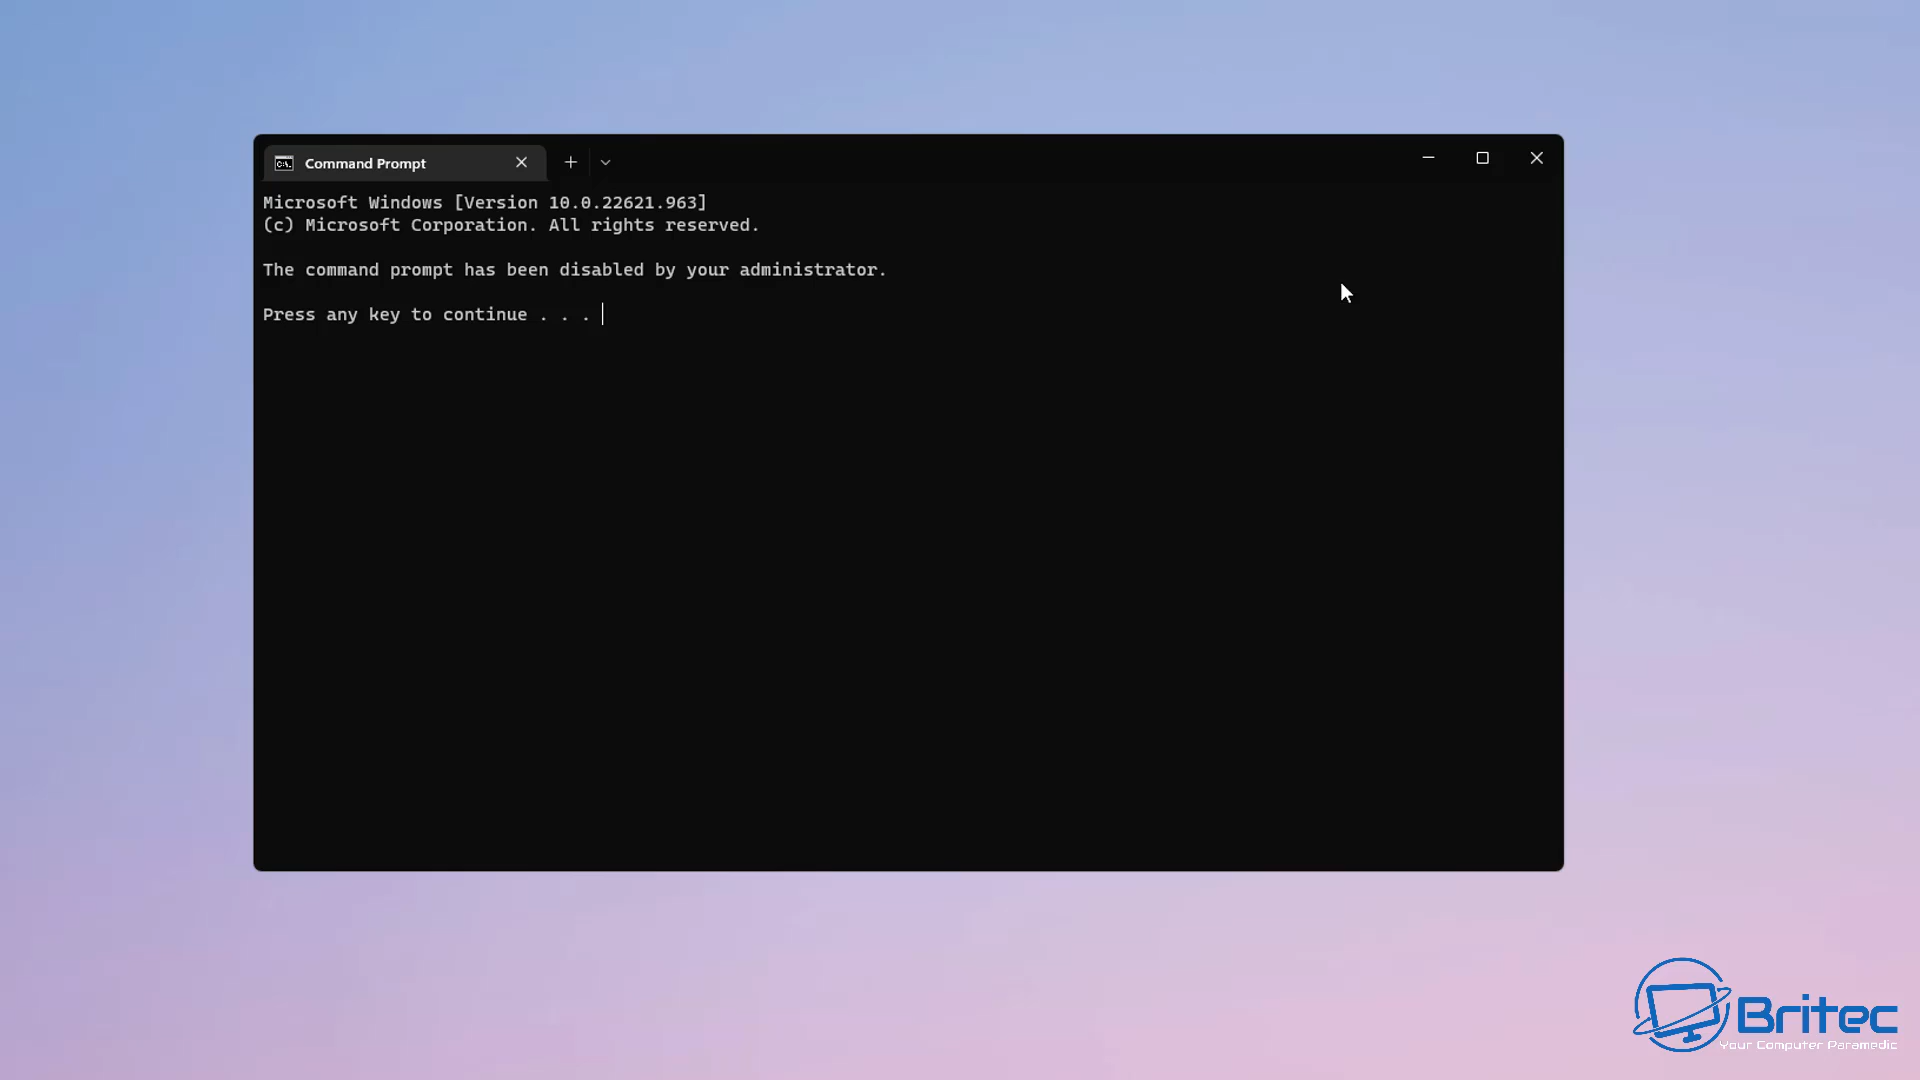 Command Prompt
Microsoft Windows [Version 10.0.22621.963]
(c) Microsoft Corporation. All rights reserved.
The command prompt has been disabled by your administrator.
Press any key to continue . . .
Britec
Your Computer Paramedic